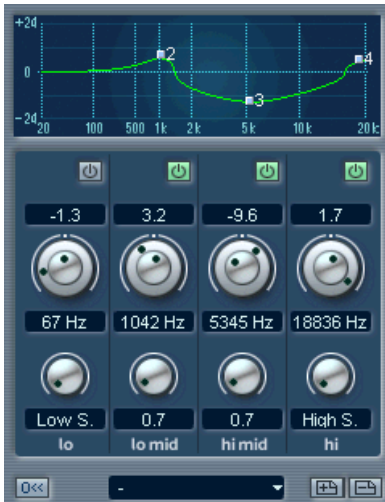 +24
2
4
0
3
-24
20 100 500 1k 2k 5k 10k 20k
-1.3 3.2 -9.6 1.7
67 Hz 1042 Hz 5345 Hz 18836 Hz
Low S. 0.7 0.7 High S.
lo lo mid hi mid hi
0<< -